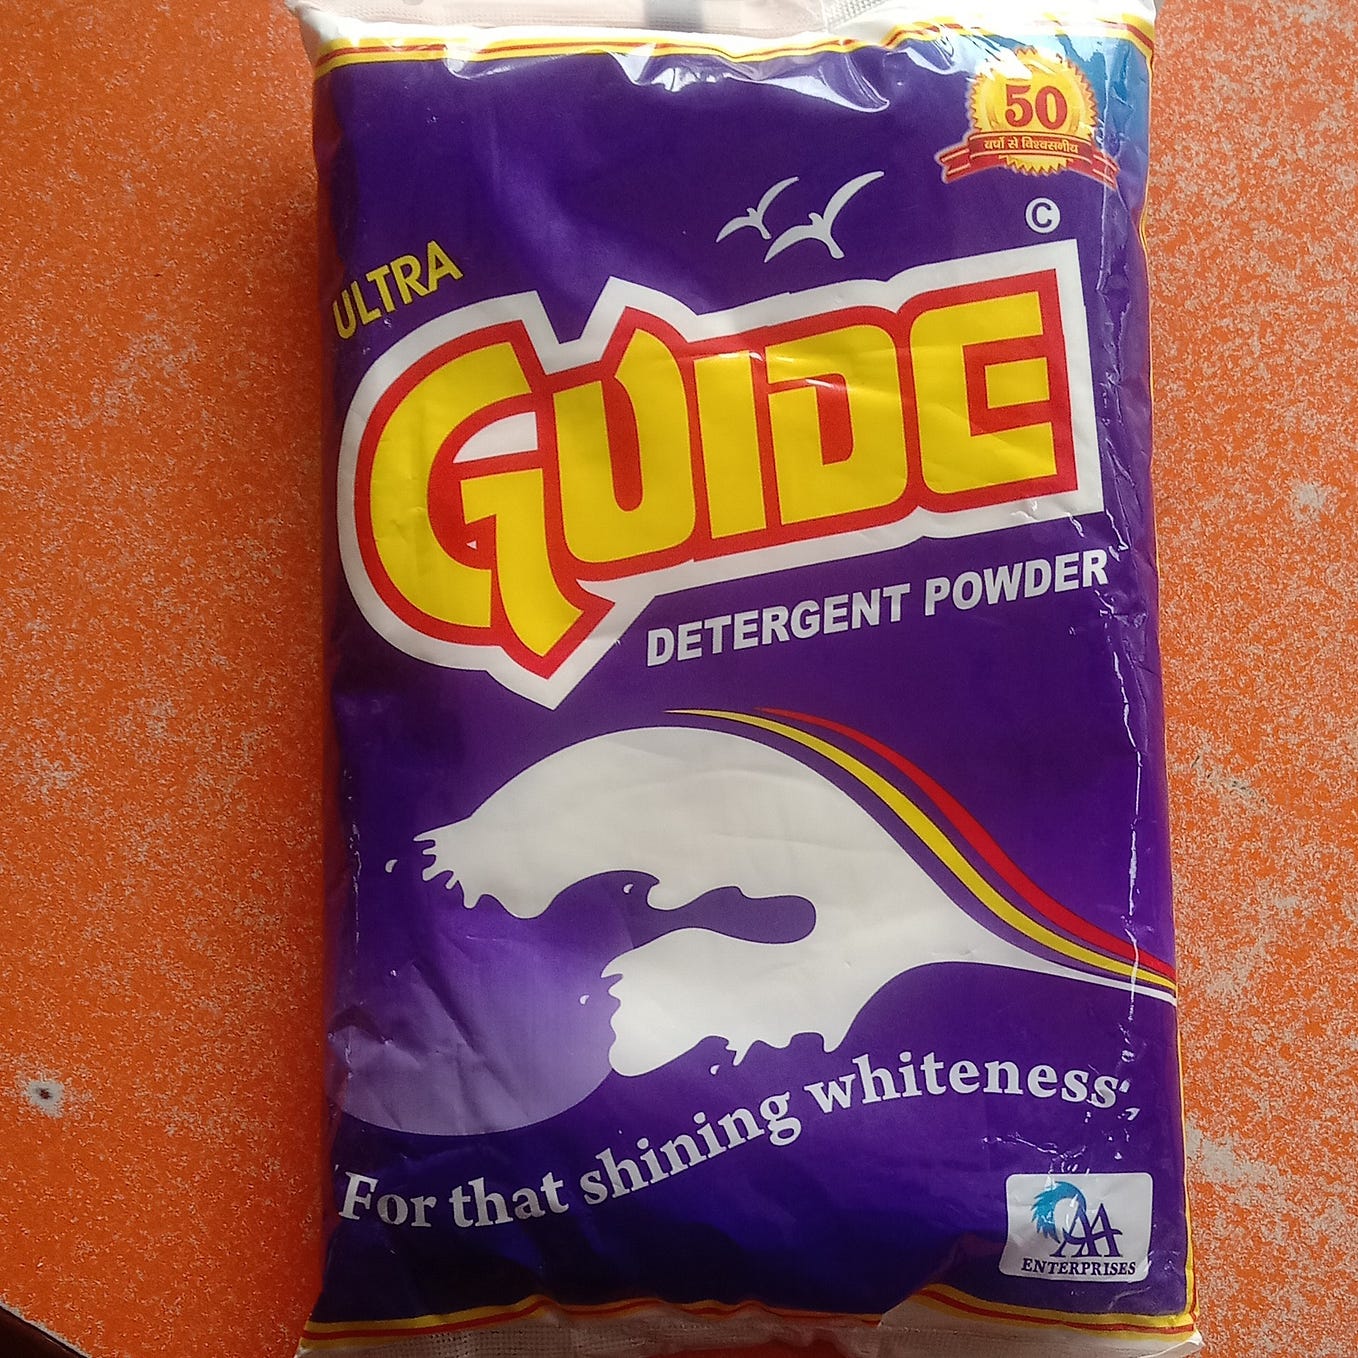 50
वर्षों से विश्वसनीय
©
ULTRA
GUIDE
DETERGENT POWDER
"For that shining whiteness"
AA
ENTERPRISES